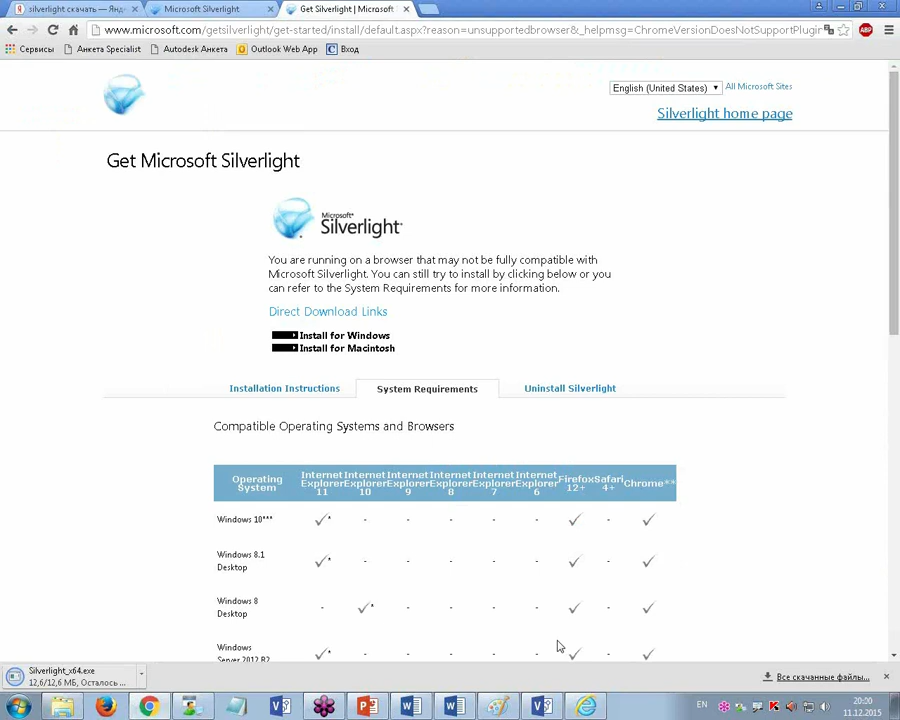 silverlight скачать — Янд
Microsoft Silverlight
Get Silverlight | Microsoft
www.microsoft.com/getsilverlight/get-started/install/default.aspx?reason=unsupportedbrowser&_helpmsg=ChromeVersionDoesNotSupportPlugin
ABP
Сервисы
Анкета Specialist
Autodesk Анкета
Outlook Web App
Вход
English (United States)
All Microsoft Sites
Silverlight home page
Get Microsoft Silverlight
Microsoft®
Silverlight
You are running on a browser that may not be fully compatible with
Microsoft Silverlight. You can still try to install by clicking below or you
can refer to the System Requirements for more information.
Direct Download Links
Install for Windows
Install for Macintosh
Installation Instructions
System Requirements
Uninstall Silverlight
Compatible Operating Systems and Browsers
Operating System Internet Explorer 11 Internet Explorer 10 Internet Explorer 9 Internet Explorer 8 Internet Explorer 7 Internet Explorer 6 Firefox 12+ Safari 4+ Chrome**
Windows 10*** ✓* - - - - - ✓ - ✓
Windows 8.1
Desktop ✓* - - - - - ✓ - ✓
Windows 8
Desktop - ✓* - - - - ✓ - ✓
Windows
Server 2012 R2 ✓* - - - - - ✓ - ✓
Silverlight_x64.exe
12,6/12,6 МБ, Осталось ...
Все скачанные файлы...
EN
20:20
11.12.2015